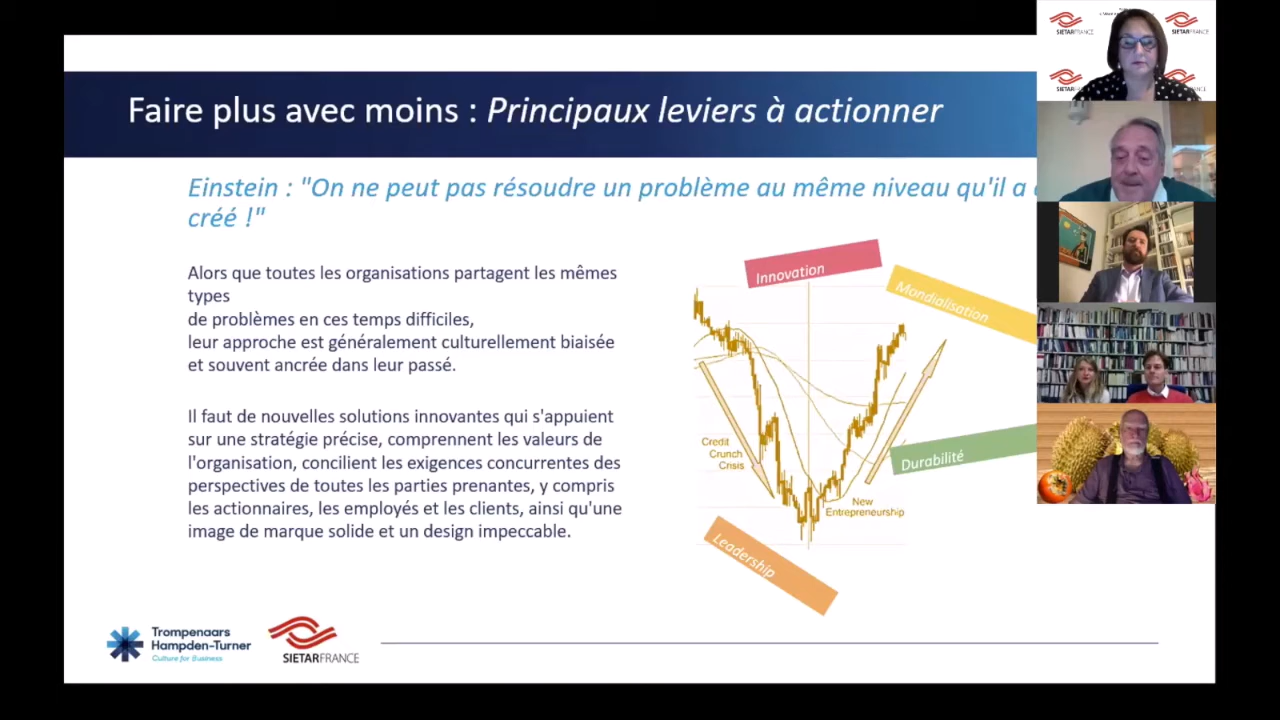 Faire plus avec moins : Principaux leviers à actionner
Einstein : "On ne peut pas résoudre un problème au même niveau qu'il a
créé !"
Alors que toutes les organisations partagent les mêmes
types
de problèmes en ces temps difficiles,
leur approche est généralement culturellement biaisée
et souvent ancrée dans leur passé.
Il faut de nouvelles solutions innovantes qui s'appuient
sur une stratégie précise, comprennent les valeurs de
l'organisation, concilient les exigences concurrentes des
perspectives de toutes les parties prenantes, y compris
les actionnaires, les employés et les clients, ainsi qu'une
image de marque solide et un design impeccable.
Innovation
Mondialisation
Credit
Crunch
Crisis
Durabilité
New
Entrepreneurship
Leadership
Trompenaars
Hampden-Turner
Culture for Business
SIETARFRANCE
SIETARFRANCE
SIETARFRANCE